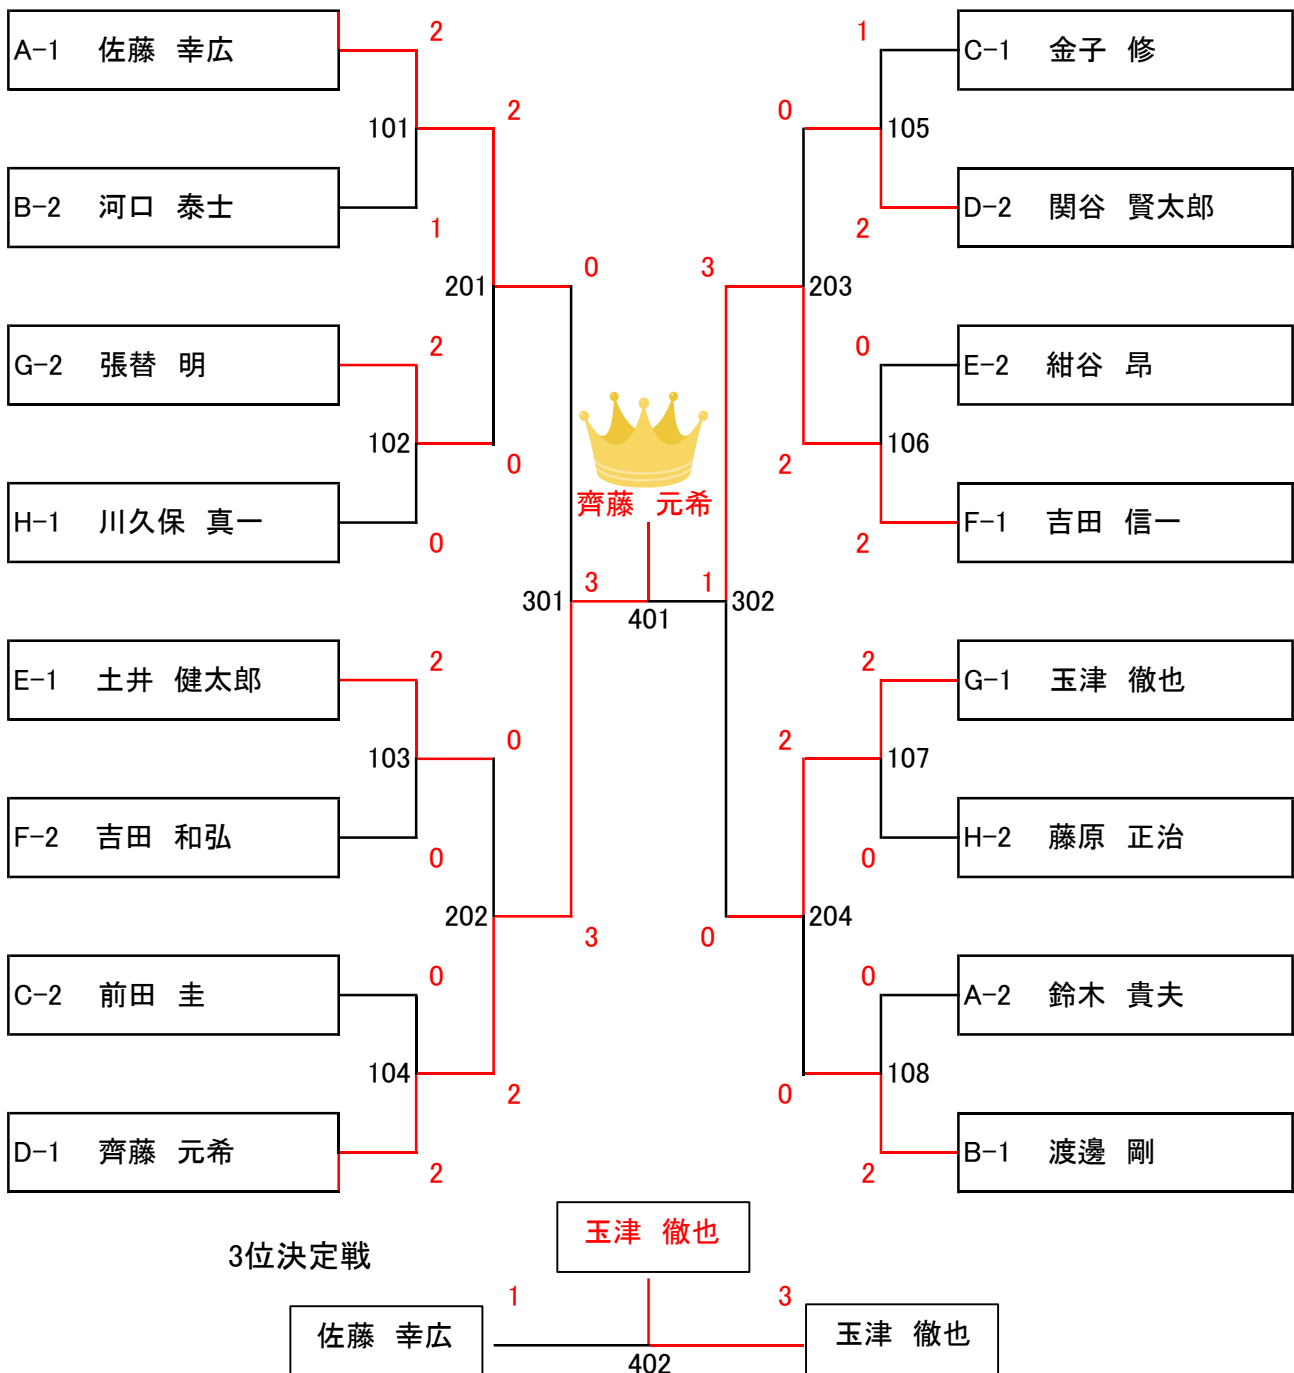 A-1 佐藤 幸広
2
1
C-1 金子 修
101
2
0
105
B-2 河口 泰士
1
2
D-2 関谷 賢太郎
201
0
3
203
G-2 張替 明
2
0
E-2 紺谷 昂
102
0
2
106
齊藤 元希
H-1 川久保 真一
0
2
F-1 吉田 信一
301
3
401
1
302
E-1 土井 健太郎
2
2
G-1 玉津 徹也
103
0
2
107
F-2 吉田 和弘
0
0
H-2 藤原 正治
202
3
0
204
C-2 前田 圭
0
0
A-2 鈴木 貴夫
104
2
0
108
D-1 齊藤 元希
2
2
B-1 渡邊 剛
玉津 徹也
3位決定戦
1
3
佐藤 幸広
402
玉津 徹也